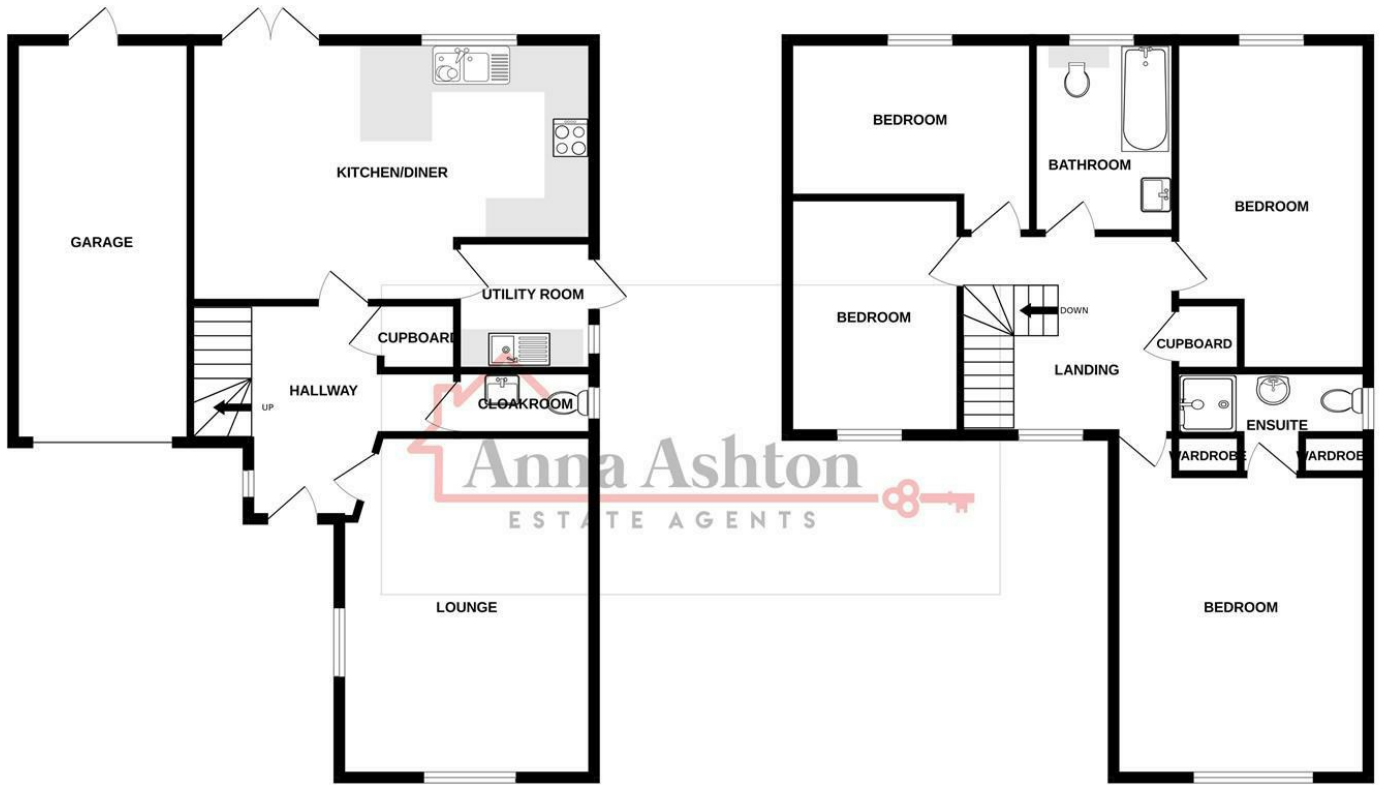 KITCHEN/DINER
GARAGE
UTILITY ROOM
CUPBOARD
HALLWAY
UP
CLOAKROOM
LOUNGE
BEDROOM
BATHROOM
BEDROOM
BEDROOM
DOWN
CUPBOARD
LANDING
ENSUITE
WARDROBE
WARDROBE
BEDROOM
Anna Ashton
ESTATE AGENTS